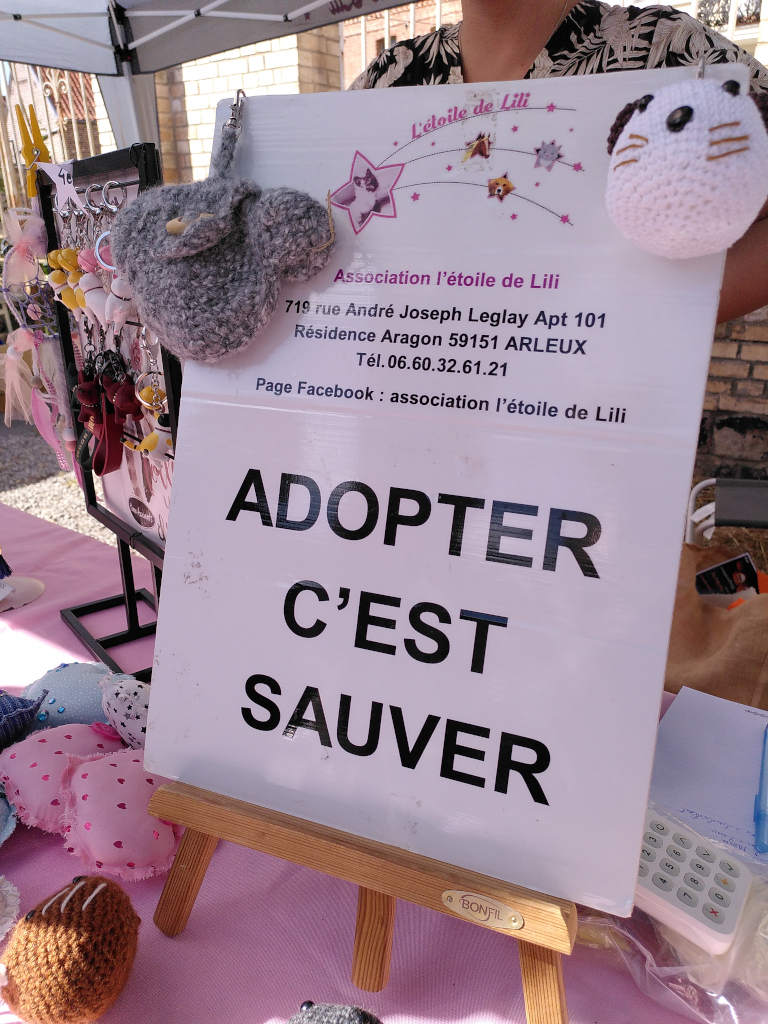 L'étoile de Lili
Association l'étoile de Lili
719 rue André Joseph Leglay Apt 101
Résidence Aragon 59151 ARLEUX
Tél.06.60.32.61.21
Page Facebook : association l'étoile de Lili
ADOPTER
C'EST
SAUVER
BONFIL